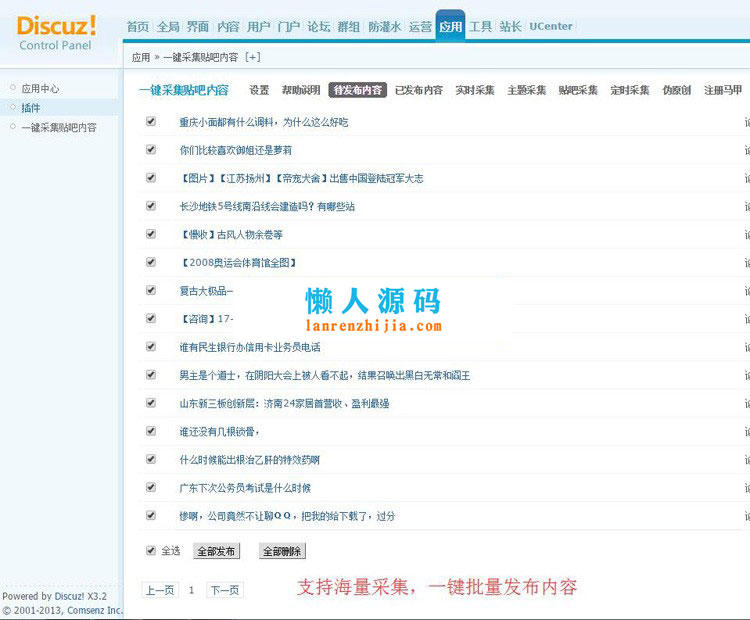 Discuz!
Control Panel
首页 全局 界面 内容 用户 门户 论坛 群组 防灌水 运营 应用 工具 站长 UCenter
应用 » 一键采集贴吧内容 [+]
应用中心
插件
一键采集贴吧内容
一键采集贴吧内容 设置 帮助说明 待发布内容 已发布内容 实时采集 主题采集 贴吧采集 定时采集 伪原创 注册马甲
重庆小面都有什么调料，为什么这么好吃
你们比较喜欢御姐还是萝莉
【图片】【江苏扬州】【帝宠犬舍】出售中国登陆冠军大志
长沙地铁5号线南沿线会建造吗？有哪些站
【慢收】古风人物余卷等
【2008奥运会体育馆全图】
复古大极品—
【咨询】17-
谁有民生银行办信用卡业务员电话
男主是个道士，在阴阳大会上被人看不起，结果召唤出黑白无常和阎王
山东新三板创新层：济南24家居首营收、盈利最强
谁还没有几根锁骨，
什么时候能出根治乙肝的特效药啊
广东下次公务员考试是什么时候
惨啊，公司竟然不让聊QQ，把我的给下载了，过分
懒人源码
lanrenzhijia.com
全选 全部发布 全部删除
上一页 1 下一页
支持海量采集，一键批量发布内容
Powered by Discuz! X3.2
© 2001-2013, Comsenz Inc.